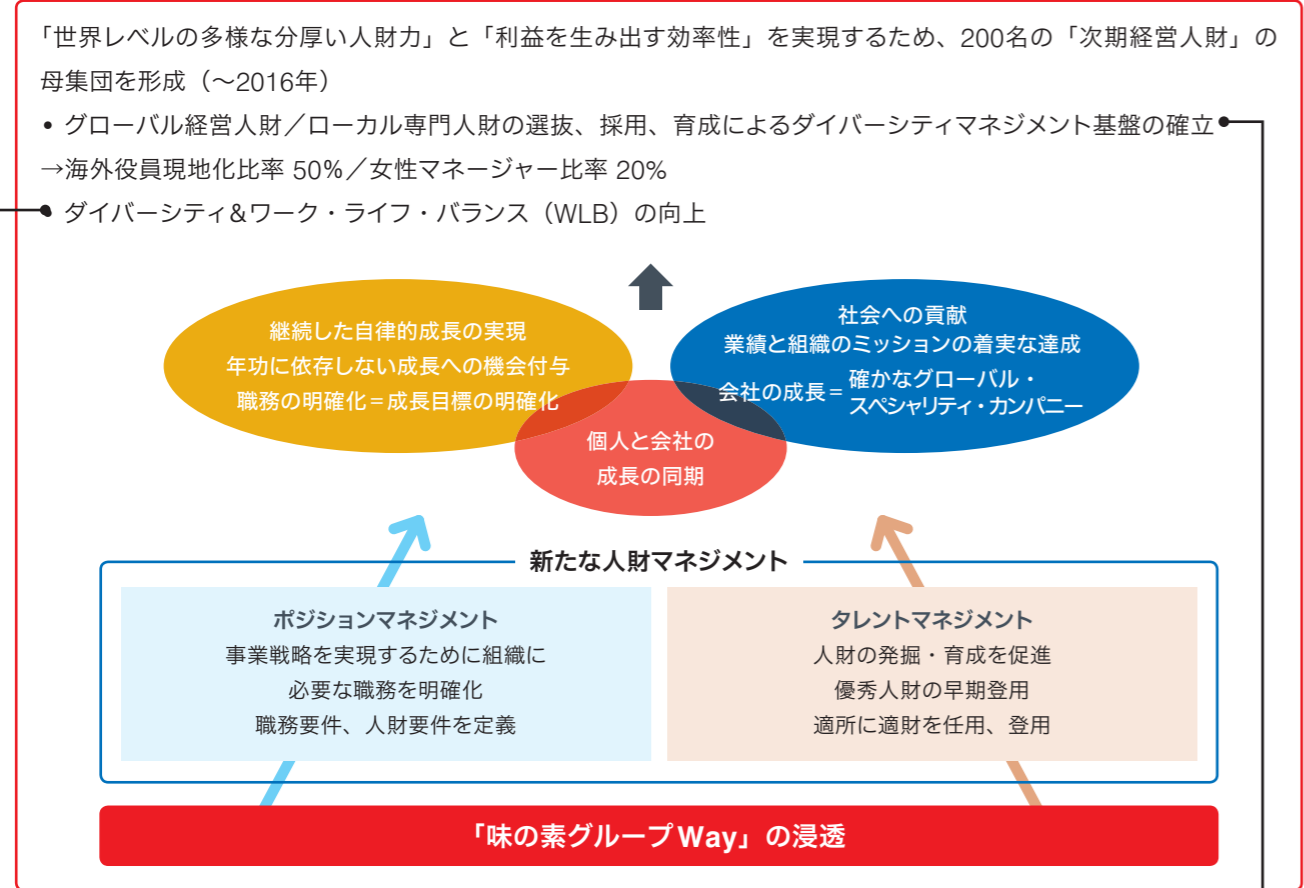 「世界レベルの多様な分厚い人財力」と「利益を生み出す効率性」を実現するため、200名の「次期経営人財」の
母集団を形成（～2016年）
• グローバル経営人財／ローカル専門人財の選抜、採用、育成によるダイバーシティマネジメント基盤の確立
→海外役員現地化比率 50%／女性マネージャー比率 20%
• ダイバーシティ&ワーク・ライフ・バランス（WLB）の向上
継続した自律的成長の実現
年功に依存しない成長への機会付与
職務の明確化＝成長目標の明確化
社会への貢献
業績と組織のミッションの着実な達成
会社の成長＝確かなグローバル・
スペシャリティ・カンパニー
個人と会社の
成長の同期
新たな人財マネジメント
ポジションマネジメント
事業戦略を実現するために組織に
必要な職務を明確化
職務要件、人財要件を定義
タレントマネジメント
人財の発掘・育成を促進
優秀人財の早期登用
適所に適財を任用、登用
「味の素グループWay」の浸透